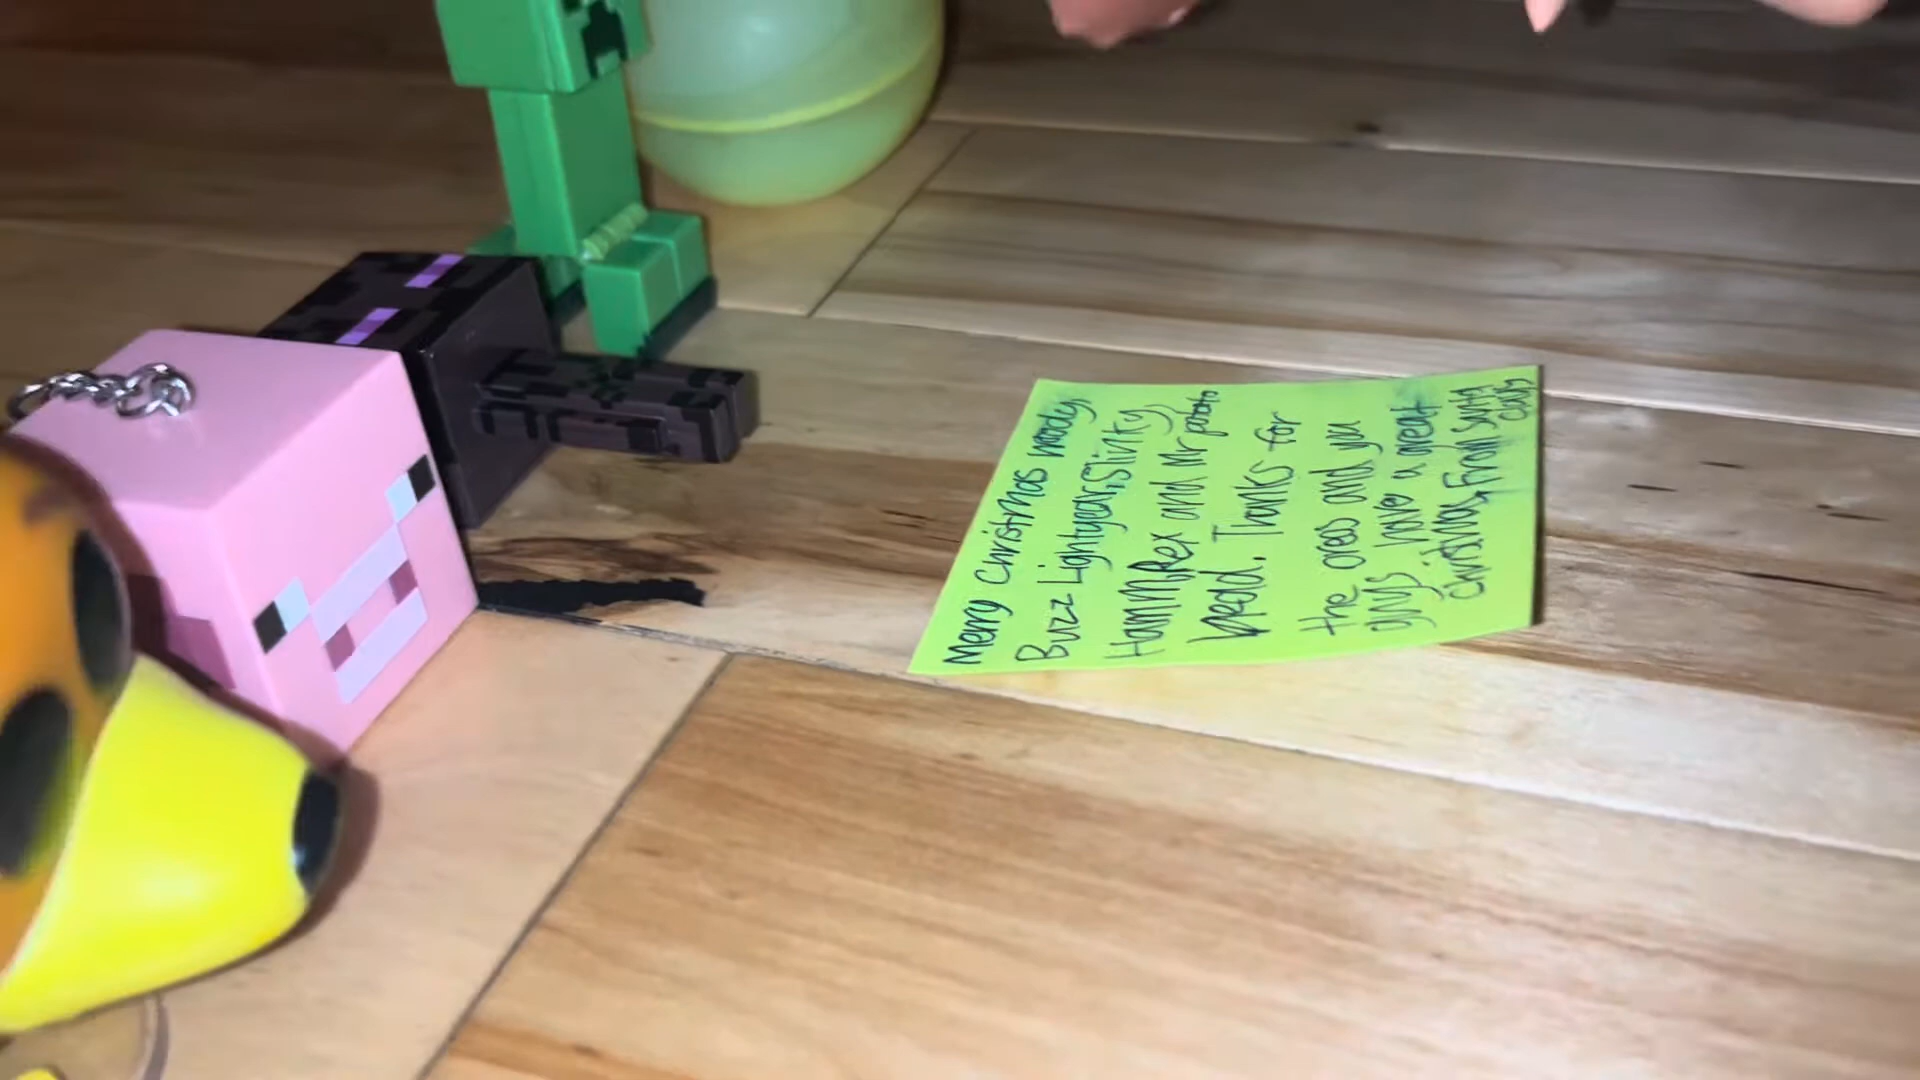 Merry Christmas woody,
Buzz Lightyear, Slinky,
Hamm, Rex and Mr potato
head. Thanks for
the oreos and you
guys have a great
christmas, From Santa
claus